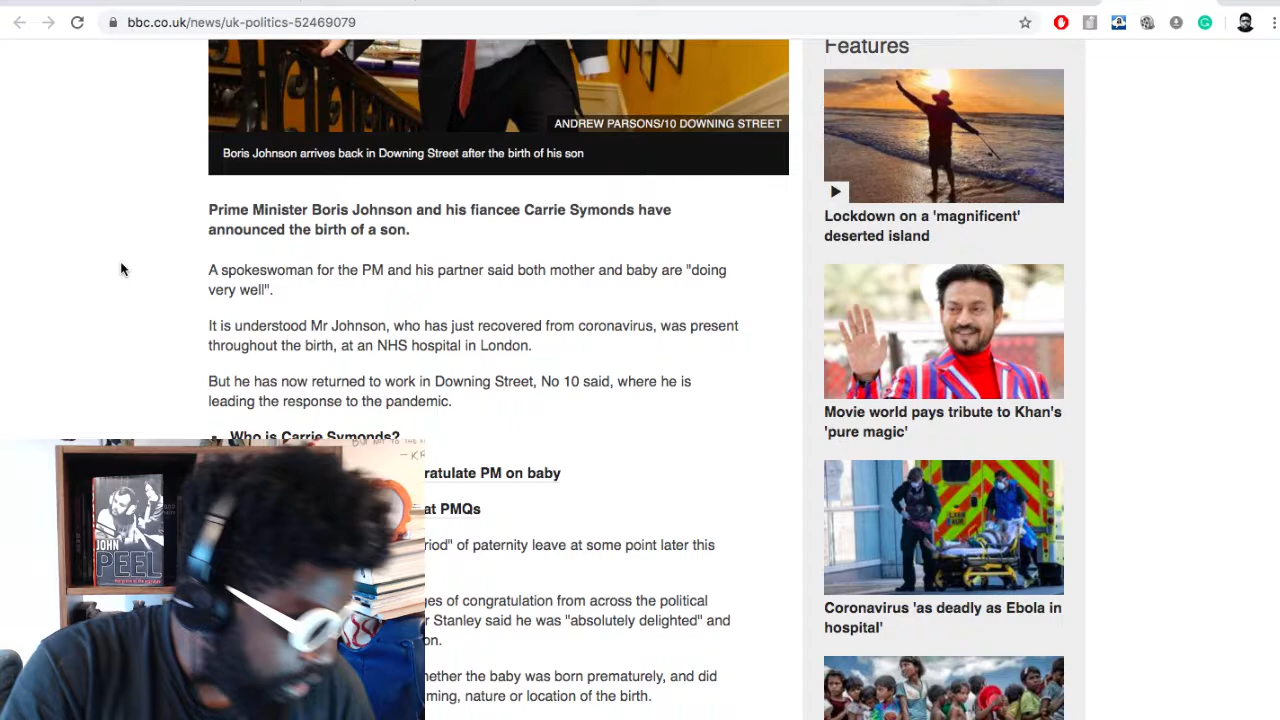 bbc.co.uk/news/uk-politics-52469079
ANDREW PARSONS/10 DOWNING STREET
Boris Johnson arrives back in Downing Street after the birth of his son
Prime Minister Boris Johnson and his fiancee Carrie Symonds have
announced the birth of a son.
A spokeswoman for the PM and his partner said both mother and baby are "doing
very well".
It is understood Mr Johnson, who has just recovered from coronavirus, was present
throughout the birth, at an NHS hospital in London.
But he has now returned to work in Downing Street, No 10 said, where he is
leading the response to the pandemic.
Who is Carrie Symonds?
ratulate PM on baby
at PMQs
riod" of paternity leave at some point later this
ges of congratulation from across the political
r Stanley said he was "absolutely delighted" and
on.
hether the baby was born prematurely, and did
ming, nature or location of the birth.
Features
Lockdown on a 'magnificent'
deserted island
Movie world pays tribute to Khan's
'pure magic'
Coronavirus 'as deadly as Ebola in
hospital'
JOHN
PEEL